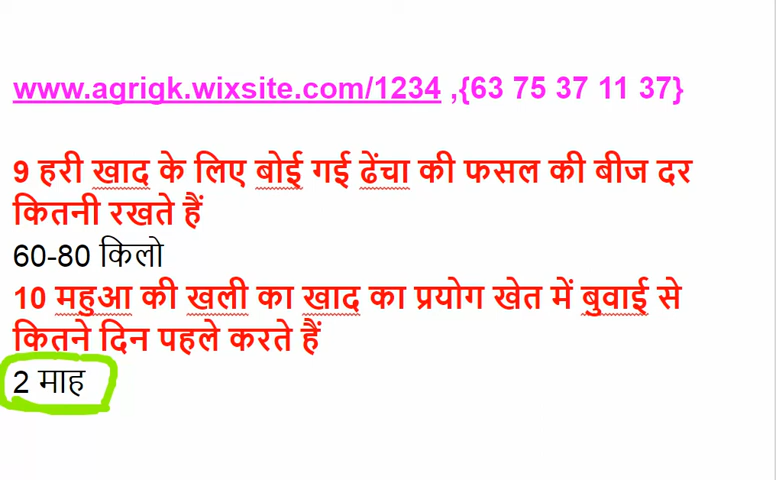 www.agrigk.wixsite.com/1234 ,{63 75 37 11 37}
9 हरी खाद के लिए बोई गई ढेंचा की फसल की बीज दर
कितनी रखते हैं
60-80 किलो
10 महुआ की खली का खाद का प्रयोग खेत में बुवाई से
कितने दिन पहले करते हैं
2 माह